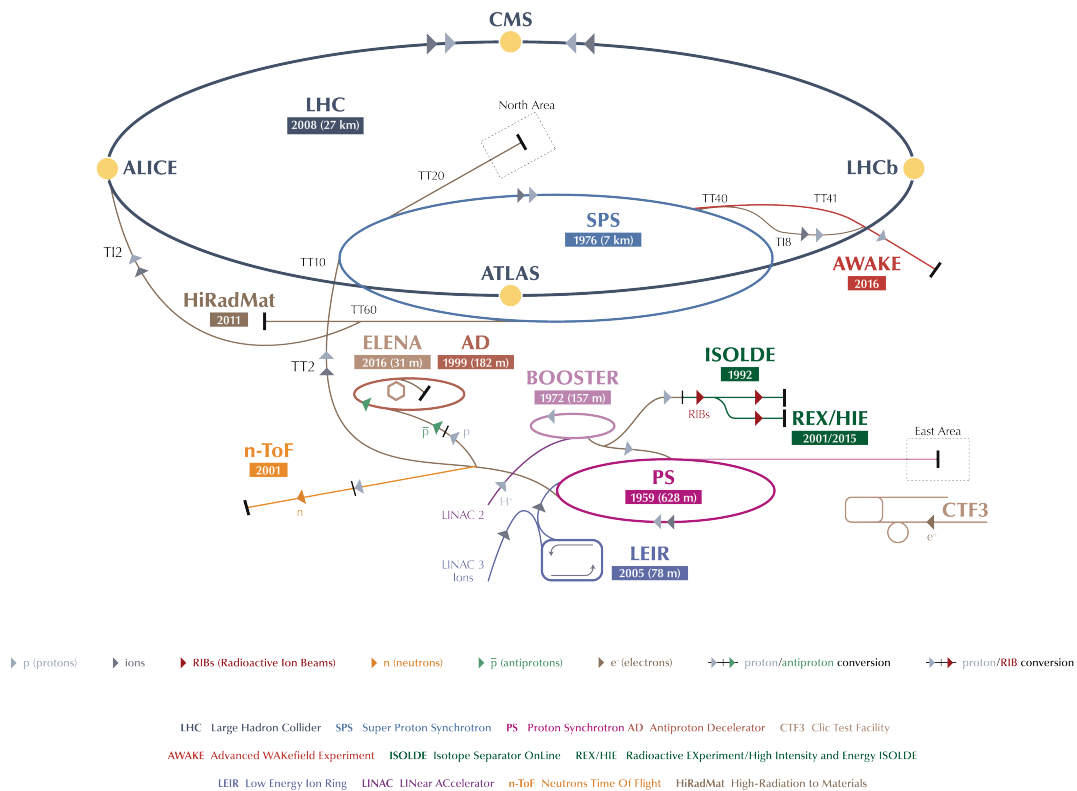 CMS
LHC
2008 (27 km)
North Area
ALICE
LHCb
TT20
TT40
TT41
SPS
1976 (7 km)
TI8
TI2
TT10
ATLAS
AWAKE
2016
HiRadMat
2011
TT60
ELENA
2016 (31 m)
AD
1999 (182 m)
TT2
ISOLDE
1992
BOOSTER
1972 (157 m)
RIBs
REX/HIE
2001/2015
p̅
p
East Area
n-ToF
2001
n
PS
1959 (628 m)
H⁻
LINAC 2
CTF3
e⁻
LINAC 3
Ions
LEIR
2005 (78 m)
p (protons)
ions
RIBs (Radioactive Ion Beams)
n (neutrons)
p̅ (antiprotons)
e⁻ (electrons)
proton/antiproton conversion
proton/RIB conversion
LHC Large Hadron Collider SPS Super Proton Synchrotron PS Proton Synchrotron AD Antiproton Decelerator CTF3 Clic Test Facility
AWAKE Advanced WAKefield Experiment ISOLDE Isotope Separator OnLine REX/HIE Radioactive EXperiment/High Intensity and Energy ISOLDE
LEIR Low Energy Ion Ring LINAC LINear ACcelerator n-ToF Neutrons Time Of Flight HiRadMat High-Radiation to Materials